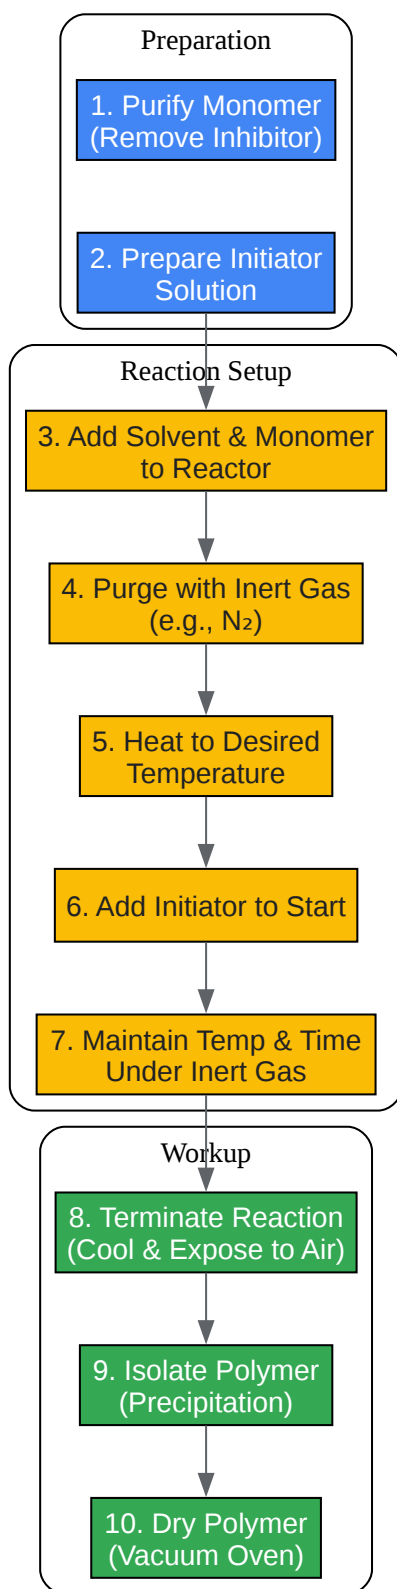 Preparation
1. Purify Monomer
(Remove Inhibitor)
2. Prepare Initiator
Solution
Reaction Setup
3. Add Solvent & Monomer
to Reactor
4. Purge with Inert Gas
(e.g., N₂)
5. Heat to Desired
Temperature
6. Add Initiator to Start
7. Maintain Temp & Time
Under Inert Gas
Workup
8. Terminate Reaction
(Cool & Expose to Air)
9. Isolate Polymer
(Precipitation)
10. Dry Polymer
(Vacuum Oven)